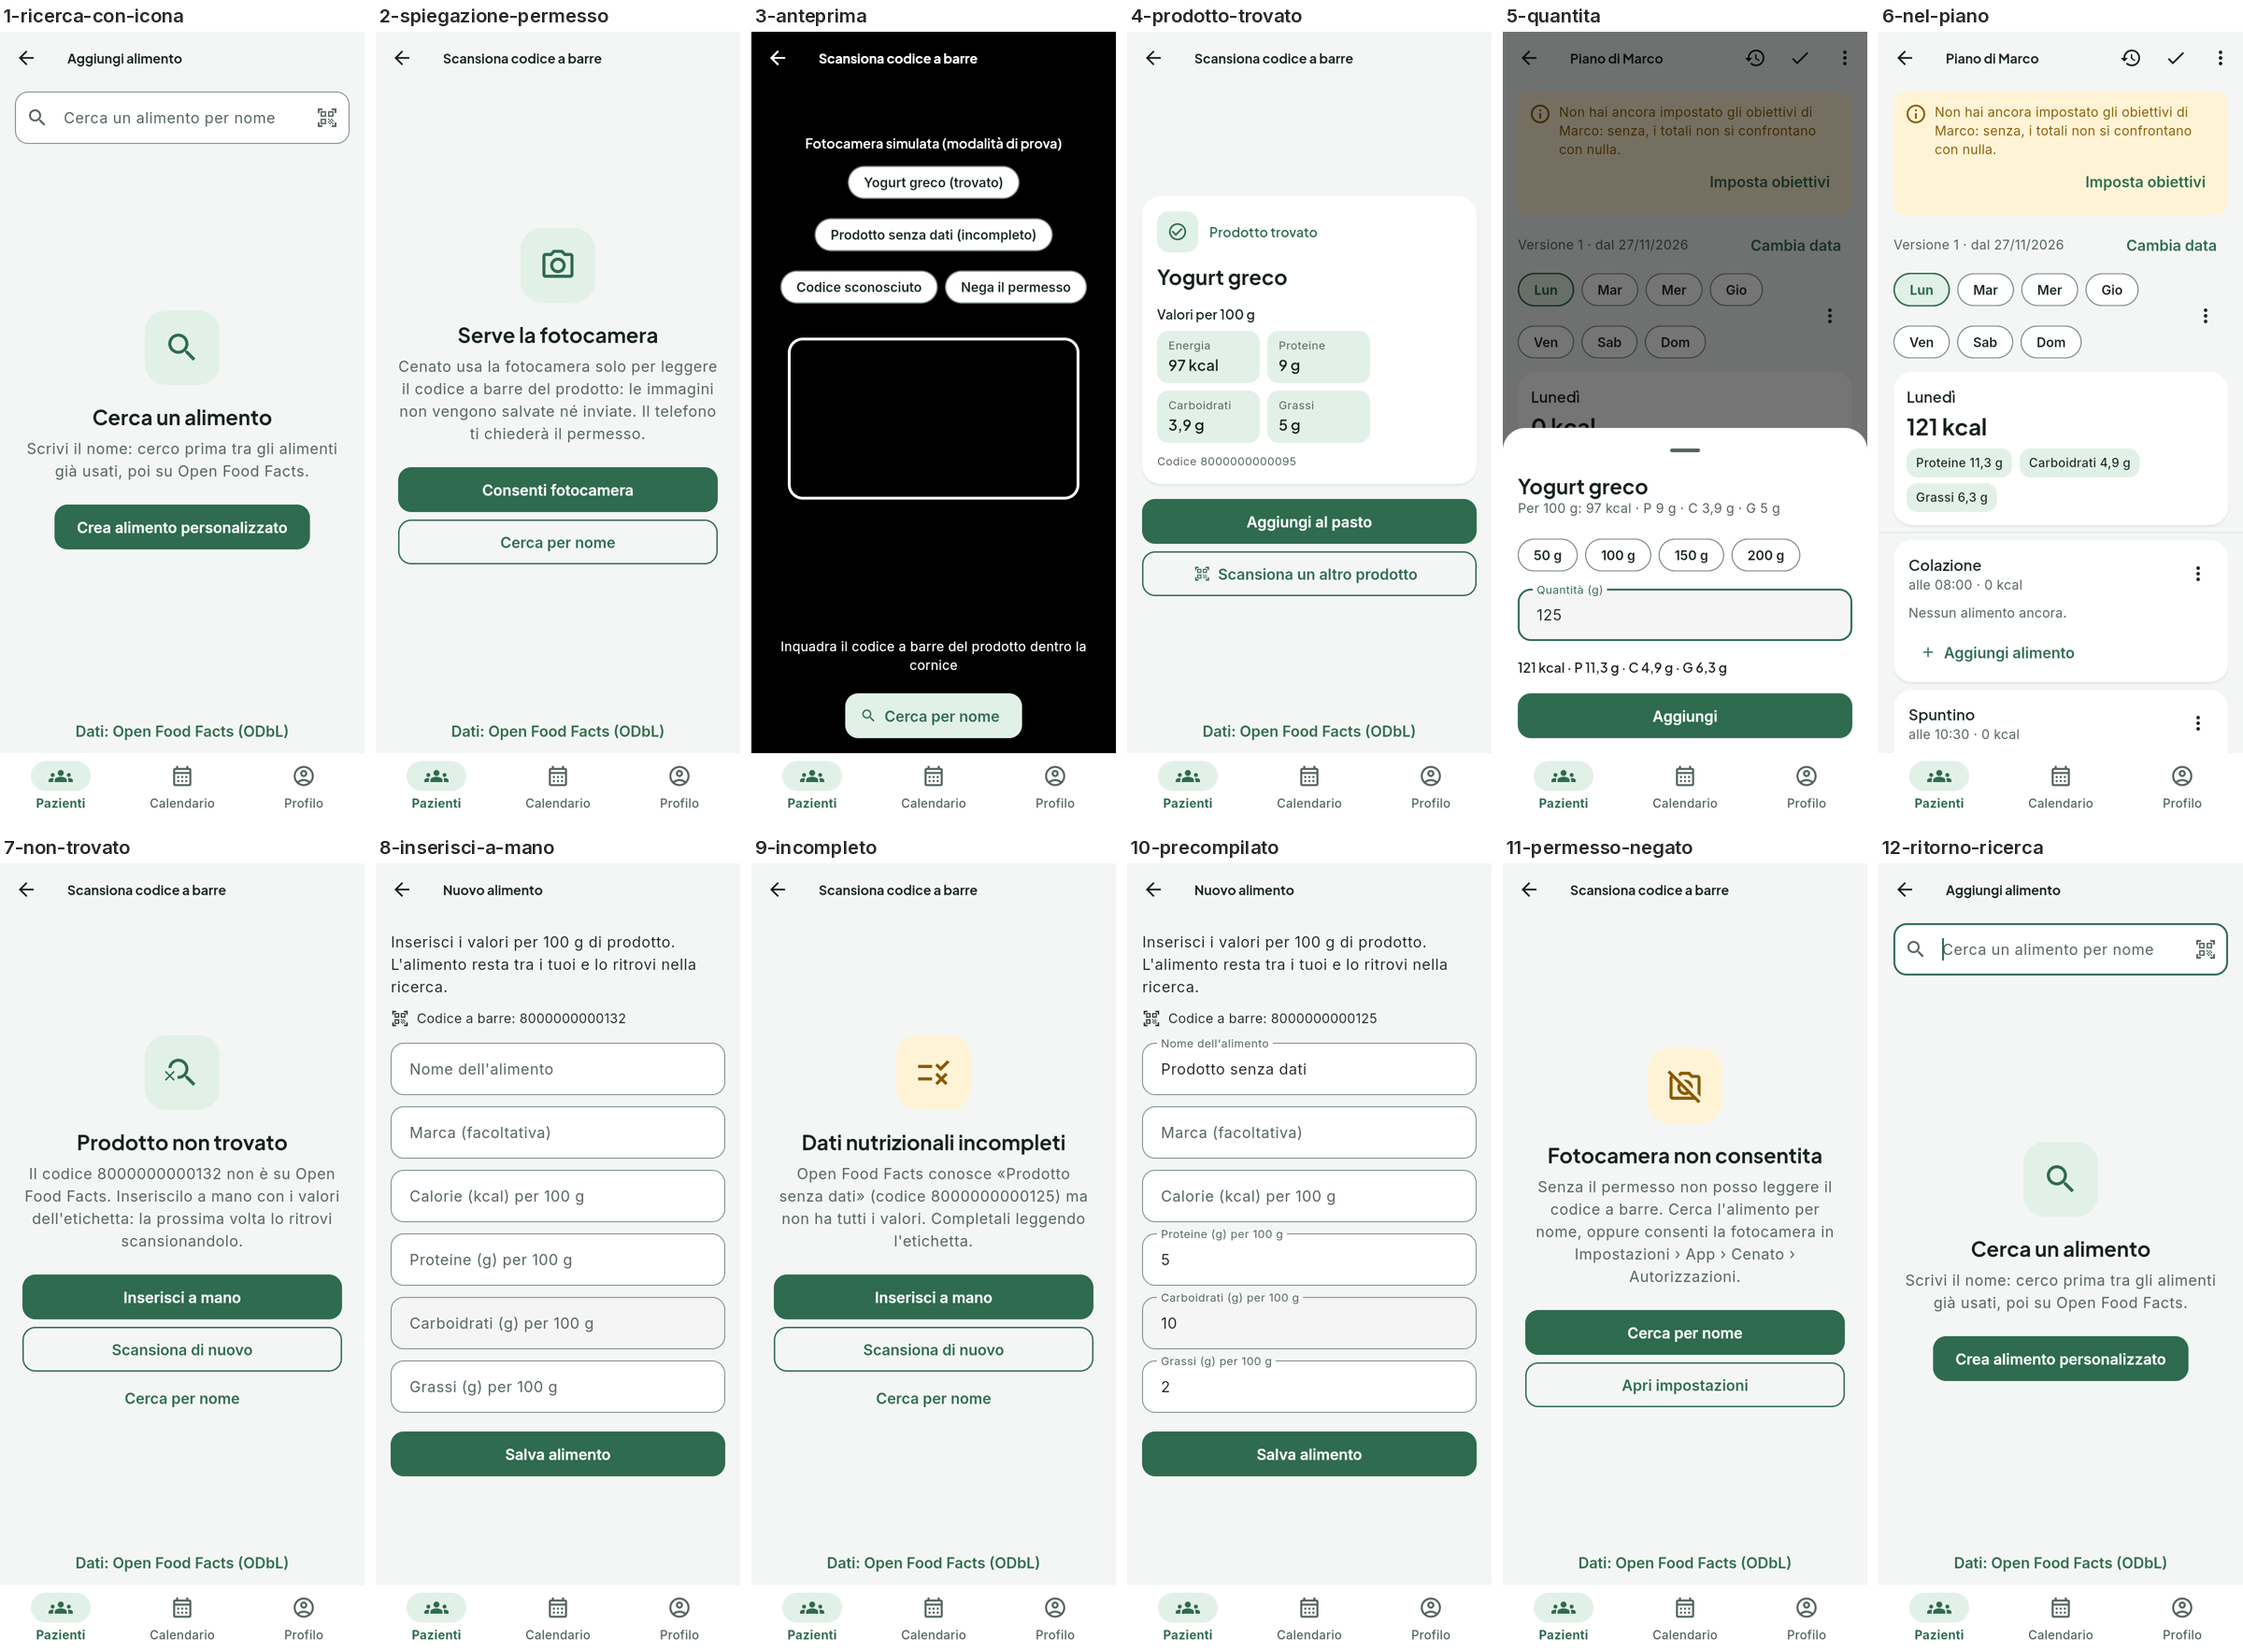 1-ricerca-con-icona
Aggiungi alimento
Cerca un alimento per nome
Cerca un alimento
Scrivi il nome: cerco prima tra gli alimenti
già usati, poi su Open Food Facts.
Crea alimento personalizzato
Dati: Open Food Facts (ODbL)
Pazienti
Calendario
Profilo
2-spiegazione-permesso
Scansiona codice a barre
Serve la fotocamera
Cenato usa la fotocamera solo per leggere
il codice a barre del prodotto: le immagini
non vengono salvate né inviate. Il telefono
ti chiederà il permesso.
Consenti fotocamera
Cerca per nome
Dati: Open Food Facts (ODbL)
Pazienti
Calendario
Profilo
3-anteprima
Scansiona codice a barre
Fotocamera simulata (modalità di prova)
Yogurt greco (trovato)
Prodotto senza dati (incompleto)
Codice sconosciuto
Nega il permesso
Inquadra il codice a barre del prodotto dentro la
cornice
Cerca per nome
Pazienti
Calendario
Profilo
4-prodotto-trovato
Scansiona codice a barre
Prodotto trovato
Yogurt greco
Valori per 100 g
Energia
97 kcal
Proteine
9 g
Carboidrati
3,9 g
Grassi
5 g
Codice 8000000000095
Aggiungi al pasto
Scansiona un altro prodotto
Dati: Open Food Facts (ODbL)
Pazienti
Calendario
Profilo
5-quantita
Piano di Marco
Non hai ancora impostato gli obiettivi di
Marco: senza, i totali non si confrontano
con nulla.
Imposta obiettivi
Versione 1 · dal 27/11/2026
Cambia data
Lun
Mar
Mer
Gio
Ven
Sab
Dom
Lunedì
0 kcal
Yogurt greco
Per 100 g: 97 kcal · P 9 g · C 3,9 g · G 5 g
50 g
100 g
150 g
200 g
Quantità (g)
125
121 kcal · P 11,3 g · C 4,9 g · G 6,3 g
Aggiungi
Pazienti
Calendario
Profilo
6-nel-piano
Piano di Marco
Non hai ancora impostato gli obiettivi di
Marco: senza, i totali non si confrontano
con nulla.
Imposta obiettivi
Versione 1 · dal 27/11/2026
Cambia data
Lun
Mar
Mer
Gio
Ven
Sab
Dom
Lunedì
121 kcal
Proteine 11,3 g
Carboidrati 4,9 g
Grassi 6,3 g
Colazione
alle 08:00 · 0 kcal
Nessun alimento ancora.
+ Aggiungi alimento
Spuntino
alle 10:30 · 0 kcal
Pazienti
Calendario
Profilo
7-non-trovato
Scansiona codice a barre
Prodotto non trovato
Il codice 8000000000132 non è su Open
Food Facts. Inseriscilo a mano con i valori
dell'etichetta: la prossima volta lo ritrovi
scansionandolo.
Inserisci a mano
Scansiona di nuovo
Cerca per nome
Dati: Open Food Facts (ODbL)
Pazienti
Calendario
Profilo
8-inserisci-a-mano
Nuovo alimento
Inserisci i valori per 100 g di prodotto.
L'alimento resta tra i tuoi e lo ritrovi nella
ricerca.
Codice a barre: 8000000000132
Nome dell'alimento
Marca (facoltativa)
Calorie (kcal) per 100 g
Proteine (g) per 100 g
Carboidrati (g) per 100 g
Grassi (g) per 100 g
Salva alimento
Pazienti
Calendario
Profilo
9-incompleto
Scansiona codice a barre
Dati nutrizionali incompleti
Open Food Facts conosce «Prodotto
senza dati» (codice 8000000000125) ma
non ha tutti i valori. Completali leggendo
l'etichetta.
Inserisci a mano
Scansiona di nuovo
Cerca per nome
Dati: Open Food Facts (ODbL)
Pazienti
Calendario
Profilo
10-precompilato
Nuovo alimento
Inserisci i valori per 100 g di prodotto.
L'alimento resta tra i tuoi e lo ritrovi nella
ricerca.
Codice a barre: 8000000000125
Nome dell'alimento
Prodotto senza dati
Marca (facoltativa)
Calorie (kcal) per 100 g
Proteine (g) per 100 g
5
Carboidrati (g) per 100 g
10
Grassi (g) per 100 g
2
Salva alimento
Pazienti
Calendario
Profilo
11-permesso-negato
Scansiona codice a barre
Fotocamera non consentita
Senza il permesso non posso leggere il
codice a barre. Cerca l'alimento per
nome, oppure consenti la fotocamera in
Impostazioni › App › Cenato ›
Autorizzazioni.
Cerca per nome
Apri impostazioni
Dati: Open Food Facts (ODbL)
Pazienti
Calendario
Profilo
12-ritorno-ricerca
Aggiungi alimento
Cerca un alimento per nome
Cerca un alimento
Scrivi il nome: cerco prima tra gli alimenti
già usati, poi su Open Food Facts.
Crea alimento personalizzato
Dati: Open Food Facts (ODbL)
Pazienti
Calendario
Profilo